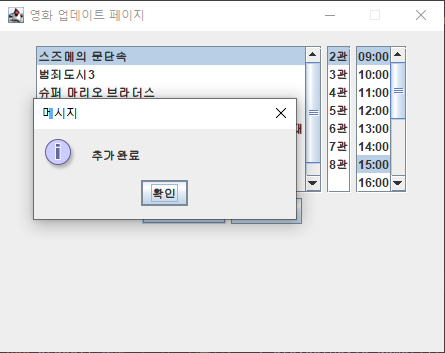 영화 업데이트 페이지
스즈메의 문단속
범죄도시3
슈퍼 마리오 브라더스
2관
3관
4관
5관
6관
7관
8관
09:00
10:00
11:00
12:00
13:00
14:00
15:00
16:00
메시지
추가 완료
확인